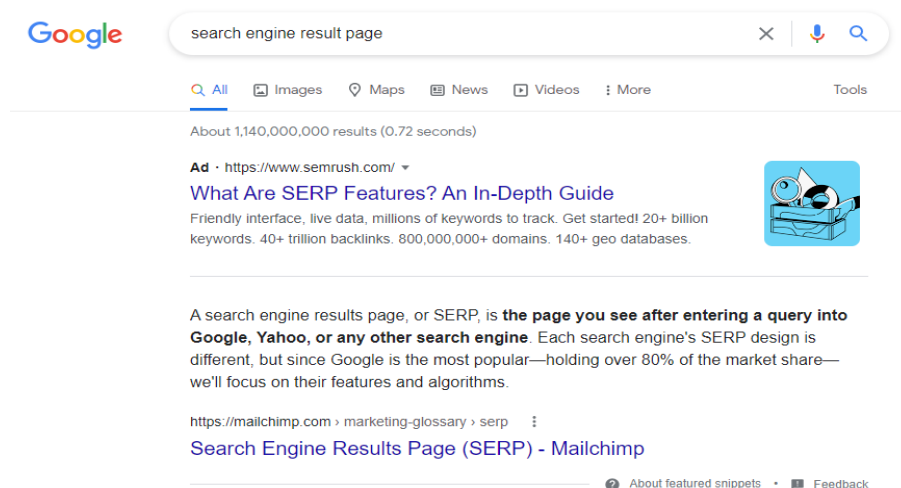 Google
search engine result page
All Images Maps News Videos More Tools
About 1,140,000,000 results (0.72 seconds)
Ad · https://www.semrush.com/
What Are SERP Features? An In-Depth Guide
Friendly interface, live data, millions of keywords to track. Get started! 20+ billion
keywords. 40+ trillion backlinks. 800,000,000+ domains. 140+ geo databases.
A search engine results page, or SERP, is the page you see after entering a query into
Google, Yahoo, or any other search engine. Each search engine's SERP design is
different, but since Google is the most popular—holding over 80% of the market share—
we'll focus on their features and algorithms.
https://mailchimp.com › marketing-glossary › serp
Search Engine Results Page (SERP) - Mailchimp
About featured snippets • Feedback